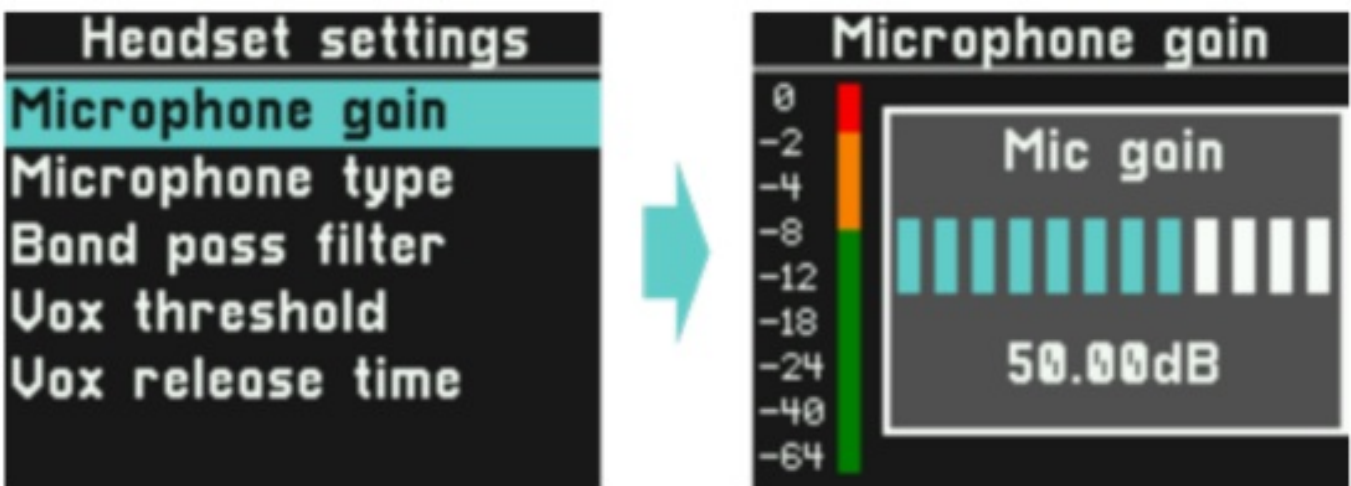 Headset settings
Microphone gain
Microphone type
Band pass filter
Vox threshold
Vox release time
Microphone gain
0
-2
-4
-8
-12
-18
-24
-40
-64
Mic gain
50.00dB